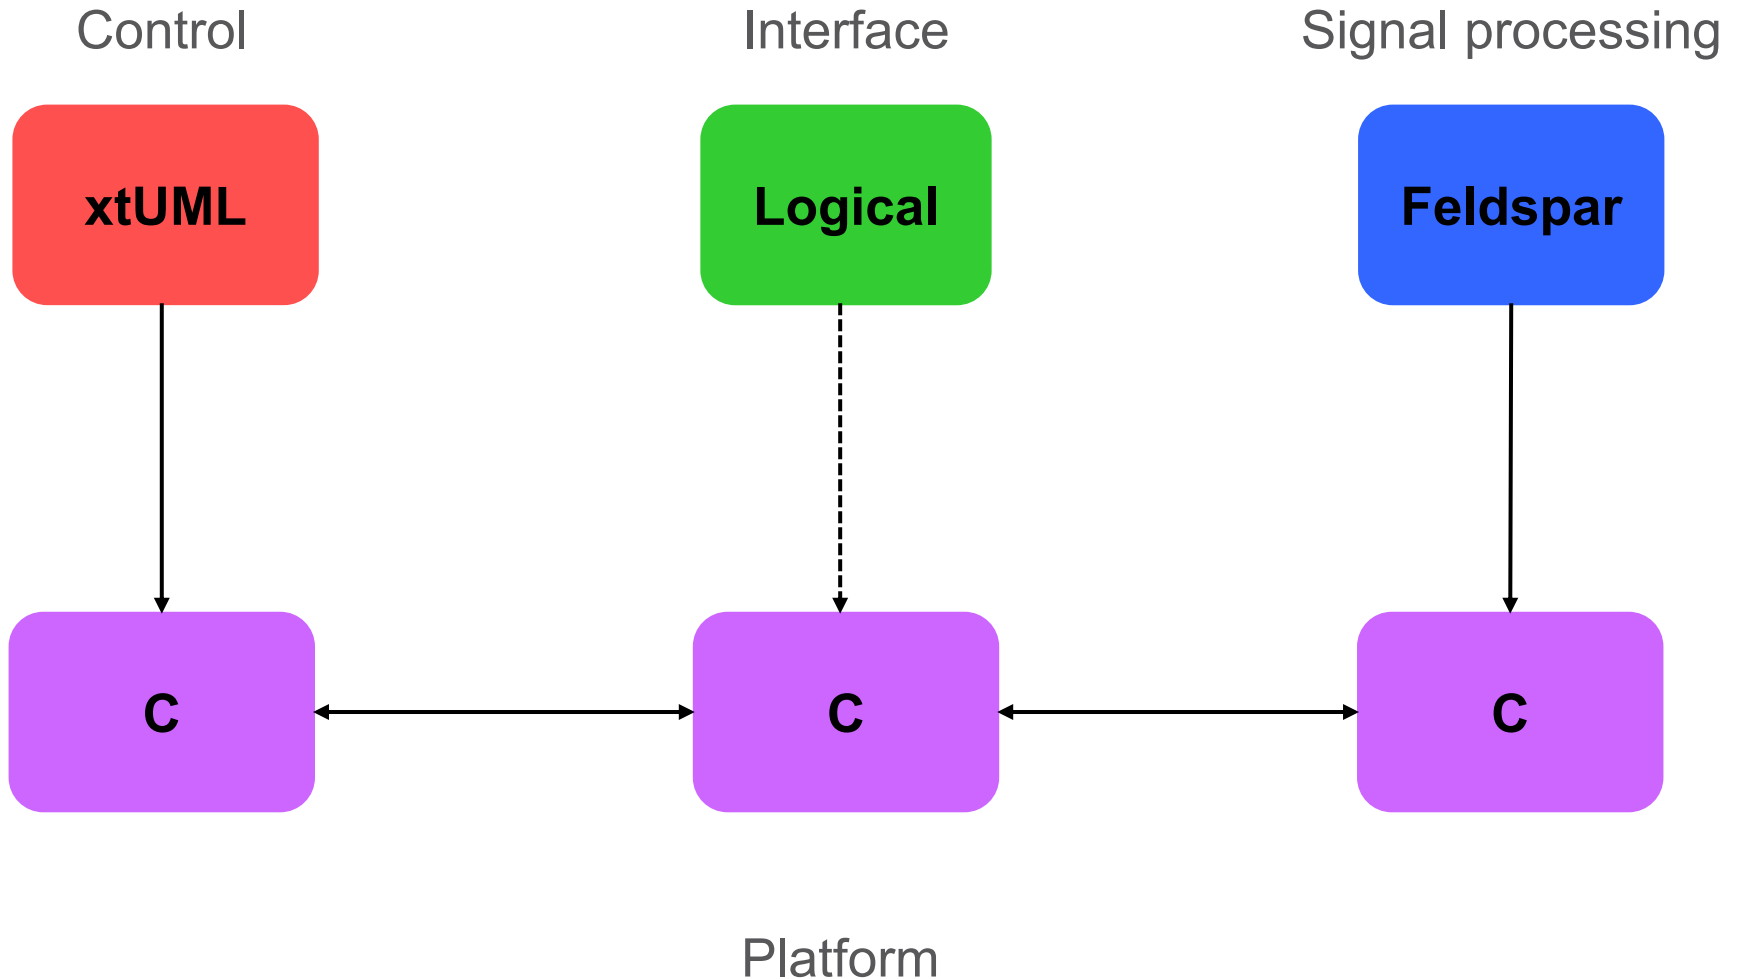 Control
Interface
Signal processing
xtUML
Logical
Feldspar
C
C
C
Platform